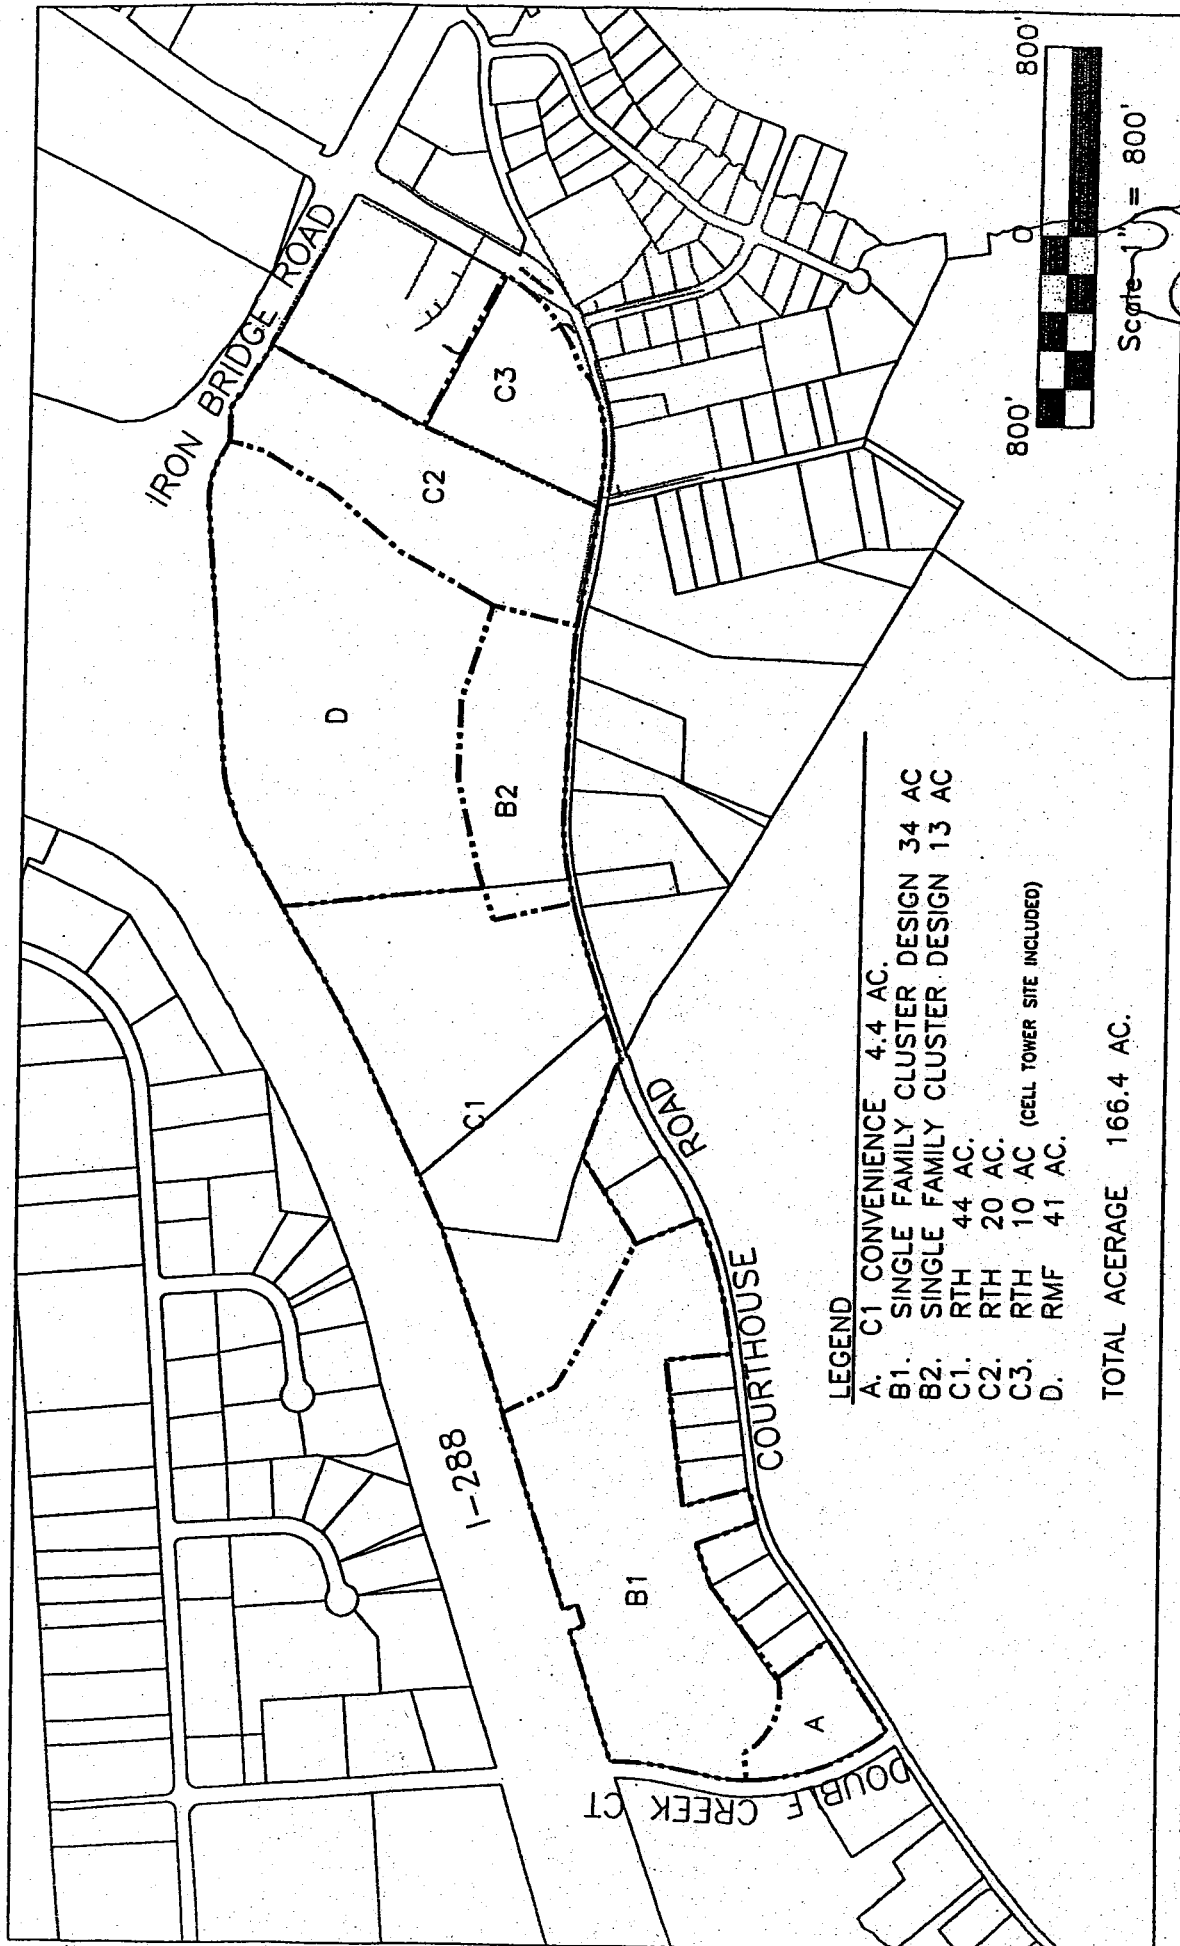 IRON BRIDGE ROAD
I-288
COURTHOUSE ROAD
DOUBLE CREEK CT
D
C2
C3
B2
C1
B1
A
LEGEND
A. C1 CONVENIENCE 4.4 AC.
B1. SINGLE FAMILY CLUSTER DESIGN 34 AC
B2. SINGLE FAMILY CLUSTER DESIGN 13 AC
C1. RTH 44 AC.
C2. RTH 20 AC.
C3. RTH 10 AC (CELL TOWER SITE INCLUDED)
D. RMF 41 AC.
TOTAL ACERAGE 166.4 AC.
800' 0 800'
Scale 1" = 800'